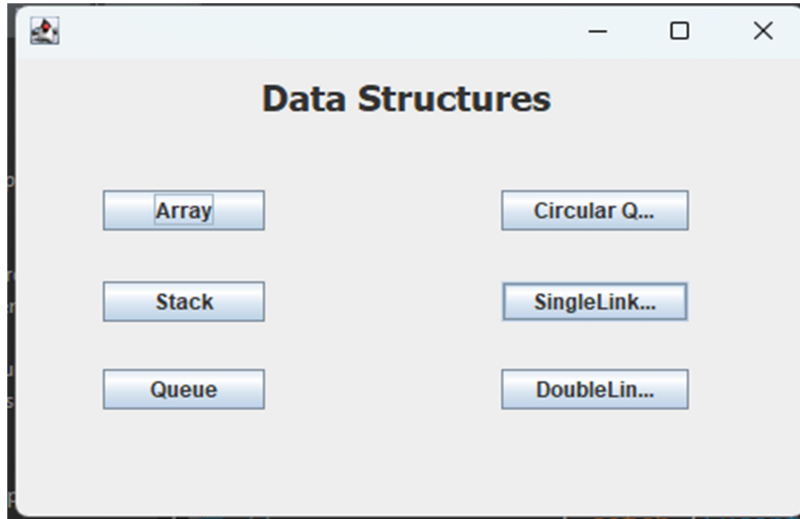 Data Structures
Array
Circular Q...
Stack
SingleLink...
Queue
DoubleLin...